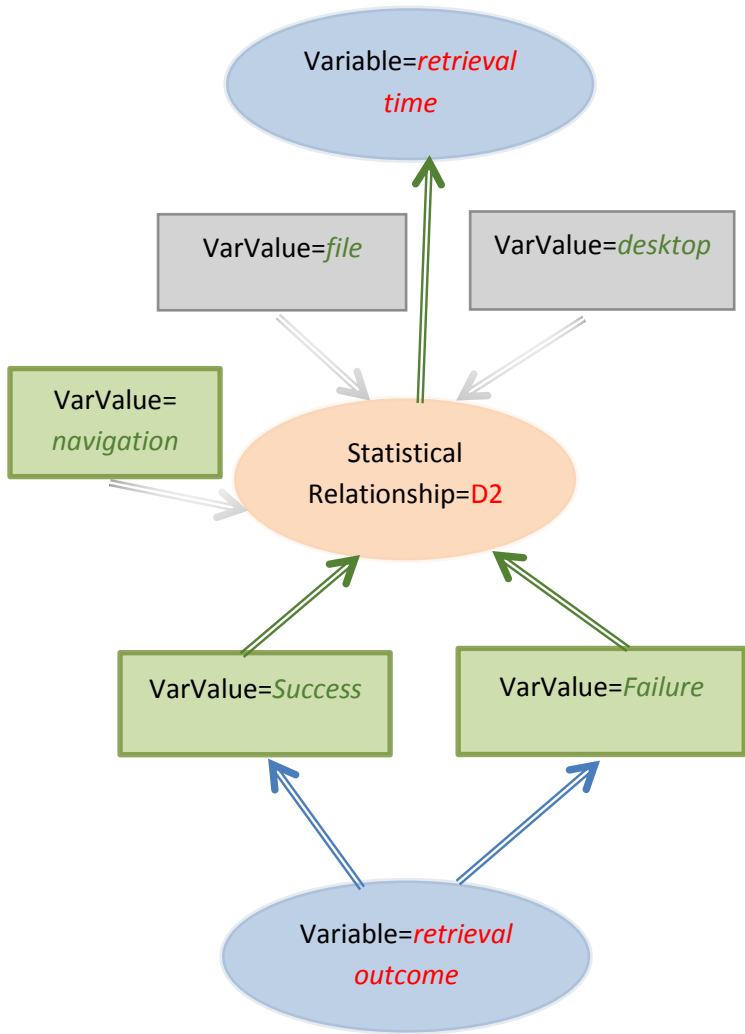 Variable=retrieval
time
VarValue=file
VarValue=desktop
VarValue=
navigation
Statistical
Relationship=D2
VarValue=Success
VarValue=Failure
Variable=retrieval
outcome